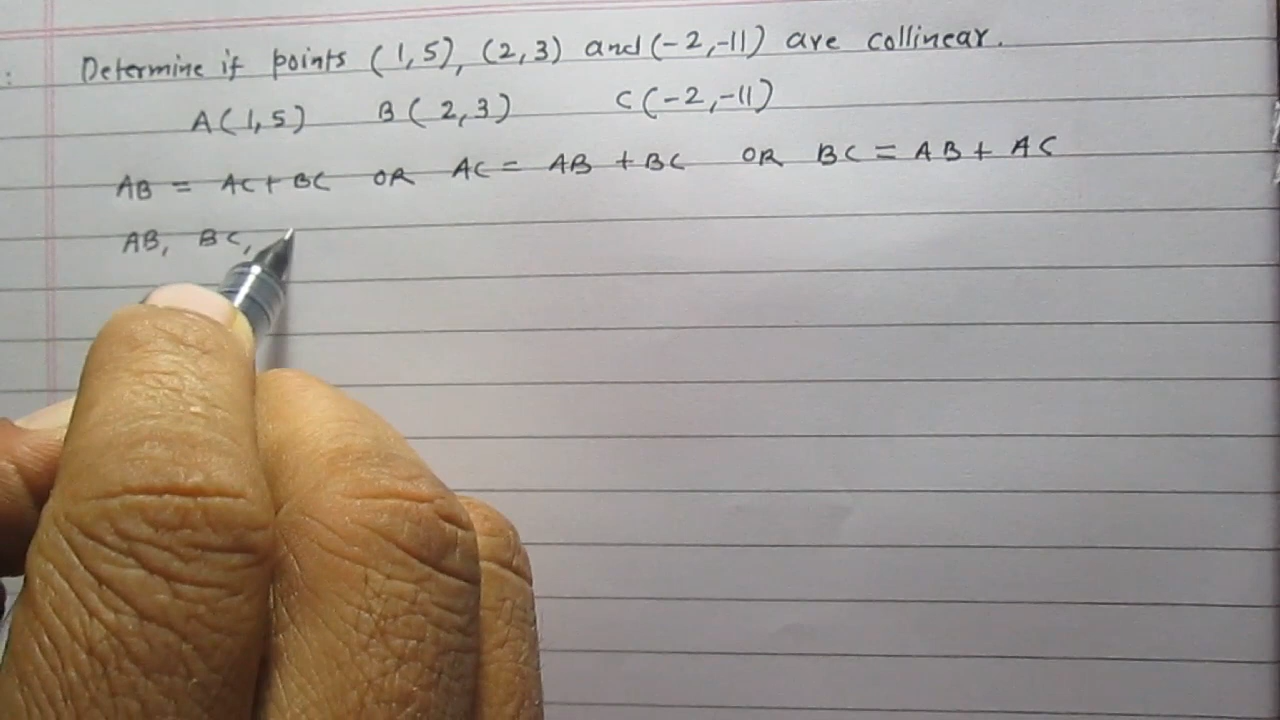 Determine if points (1,5), (2,3) and (-2,-11) are collinear.
A(1,5) B(2,3) C(-2,-11)
AB = AC+BC OR AC = AB + BC OR BC = AB + AC
AB, BC,